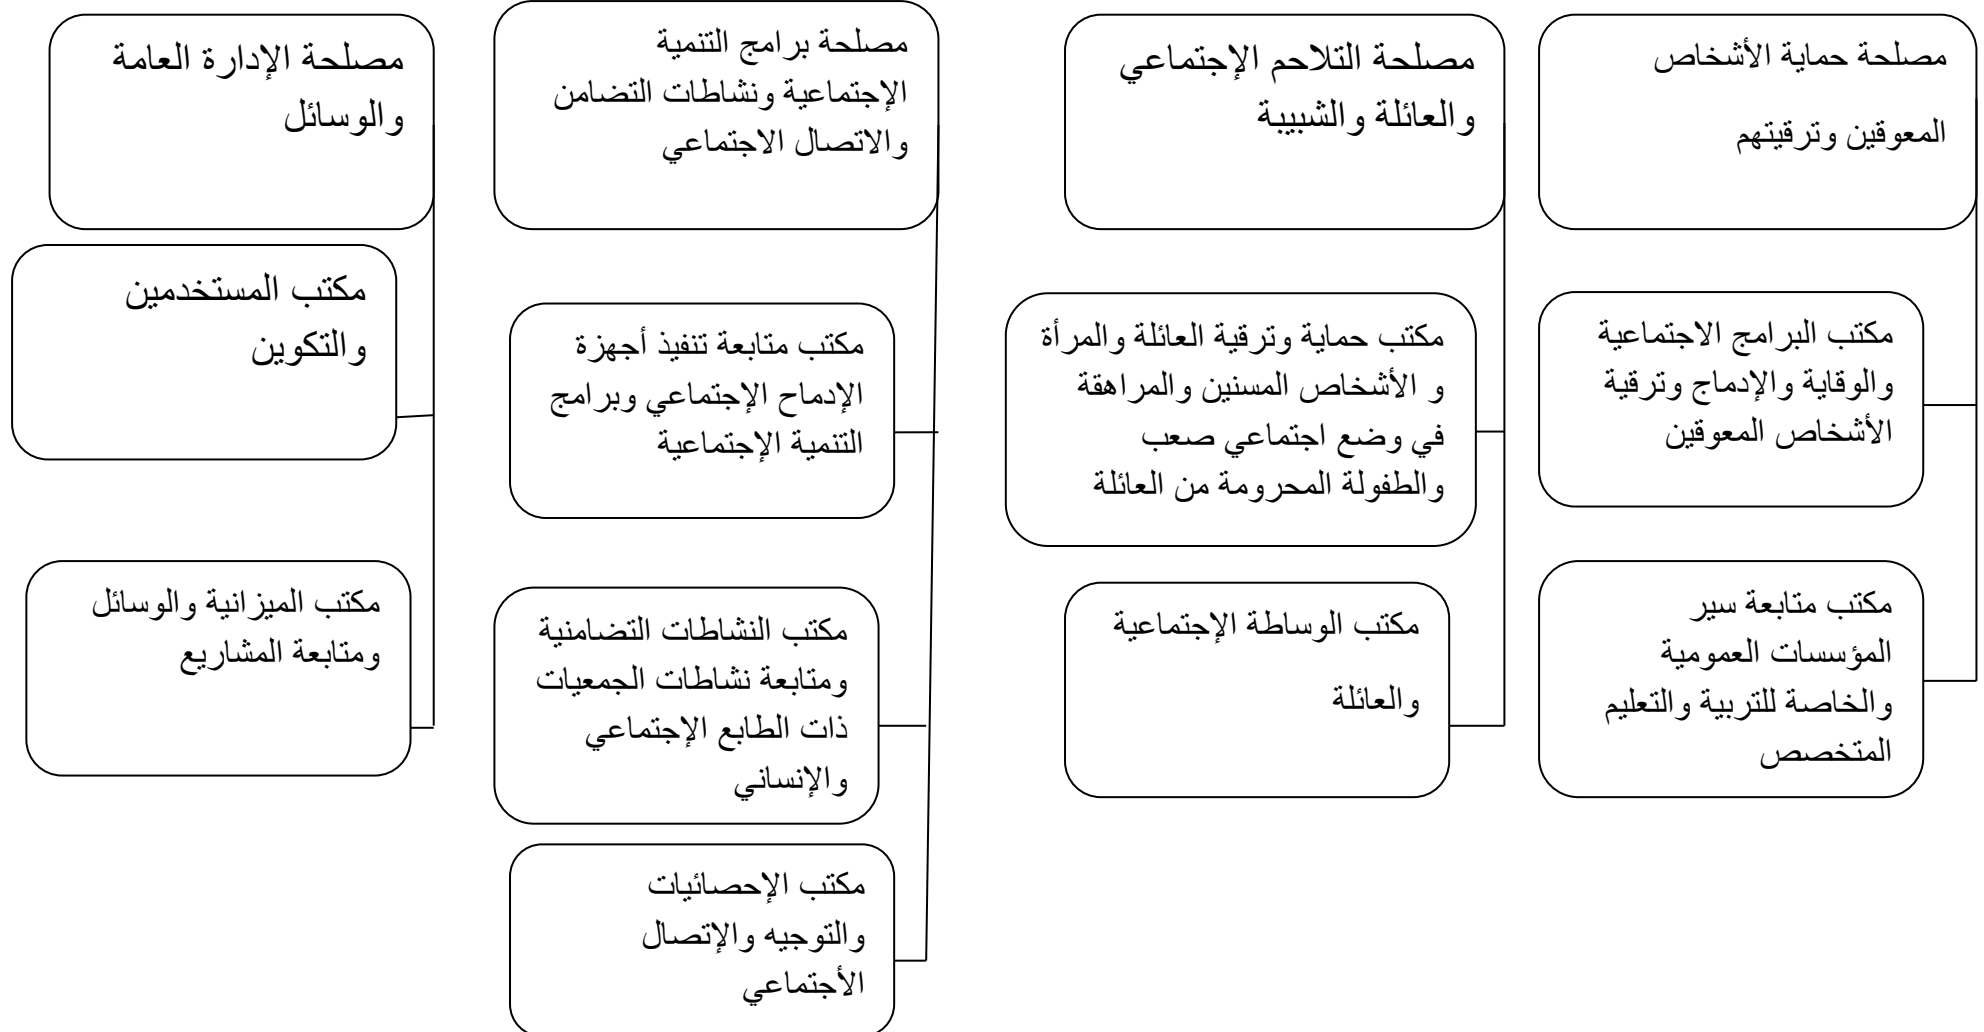 مصلحة حماية الأشخاص
المعوقين وترقيتهم
مكتب البرامج الاجتماعية
والوقاية والإدماج وترقية
الأشخاص المعوقين
مكتب متابعة سير
المؤسسات العمومية
والخاصة للتربية والتعليم
المتخصص
مصلحة التلاحم الإجتماعي
والعائلة والشبيبة
مكتب حماية وترقية العائلة والمرأة
و الأشخاص المسنين والمراهقة
في وضع اجتماعي صعب
والطفولة المحرومة من العائلة
مكتب الوساطة الإجتماعية
والعائلة
مصلحة برامج التنمية
الإجتماعية ونشاطات التضامن
والاتصال الاجتماعي
مكتب متابعة تنفيذ أجهزة
الإدماح الإجتماعي وبرامج
التنمية الإجتماعية
مكتب النشاطات التضامنية
ومتابعة نشاطات الجمعيات
ذات الطابع الإجتماعي
والإنساني
مكتب الإحصائيات
والتوجيه والإتصال
الأجتماعي
مصلحة الإدارة العامة
والوسائل
مكتب المستخدمين
والتكوين
مكتب الميزانية والوسائل
ومتابعة المشاريع